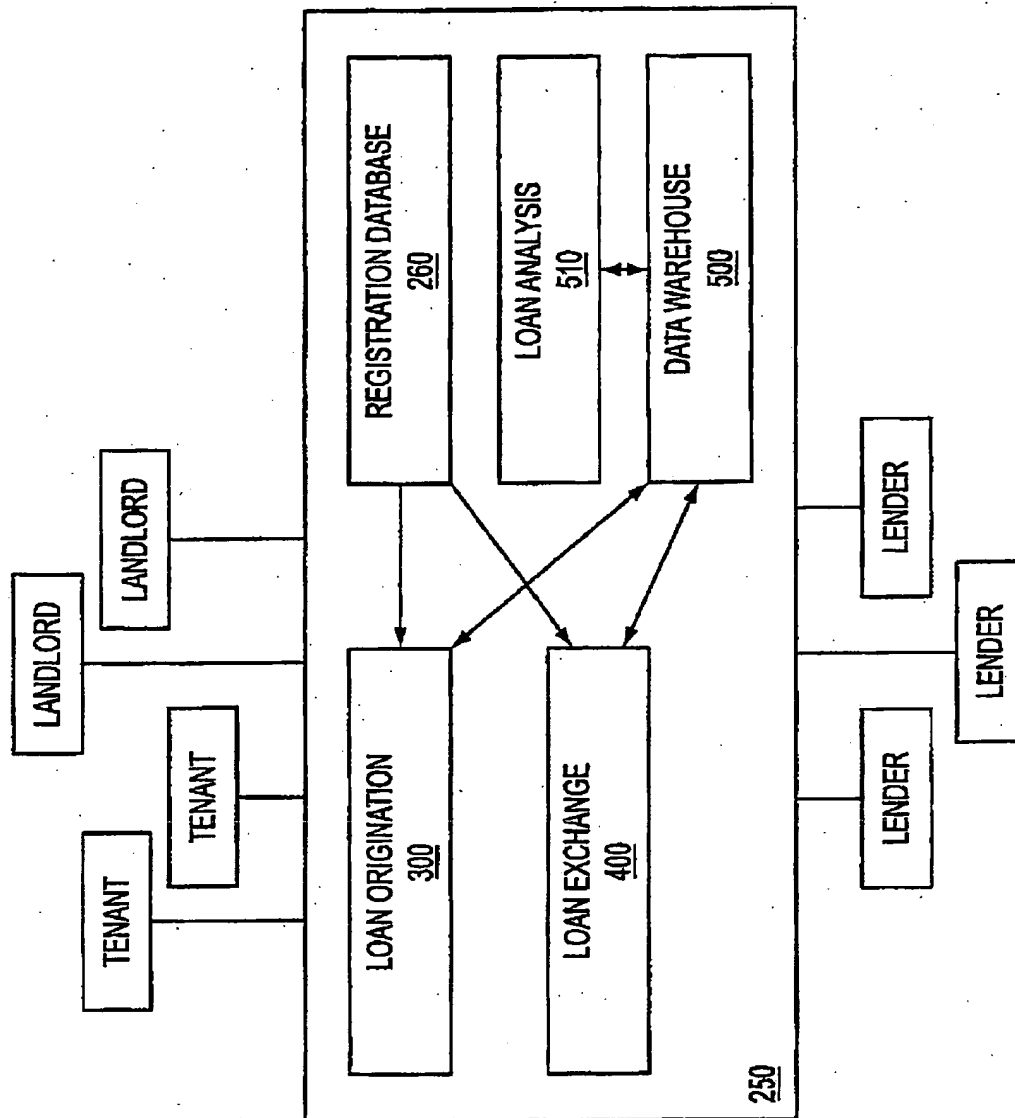 TENANT
TENANT
LANDLORD
LANDLORD
LOAN ORIGINATION
300
REGISTRATION DATABASE
260
LOAN ANALYSIS
510
LOAN EXCHANGE
400
DATA WAREHOUSE
500
250
LENDER
LENDER
LENDER